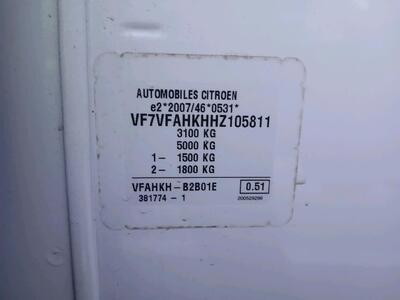 AUTOMOBILES CITROEN
e2*2007/46*0531*
VF7VFAHKHHZ105811
3100 KG
5000 KG
1- 1500 KG
2- 1800 KG
VFAHKH-B2B01E 0.51
381774-1 200529296